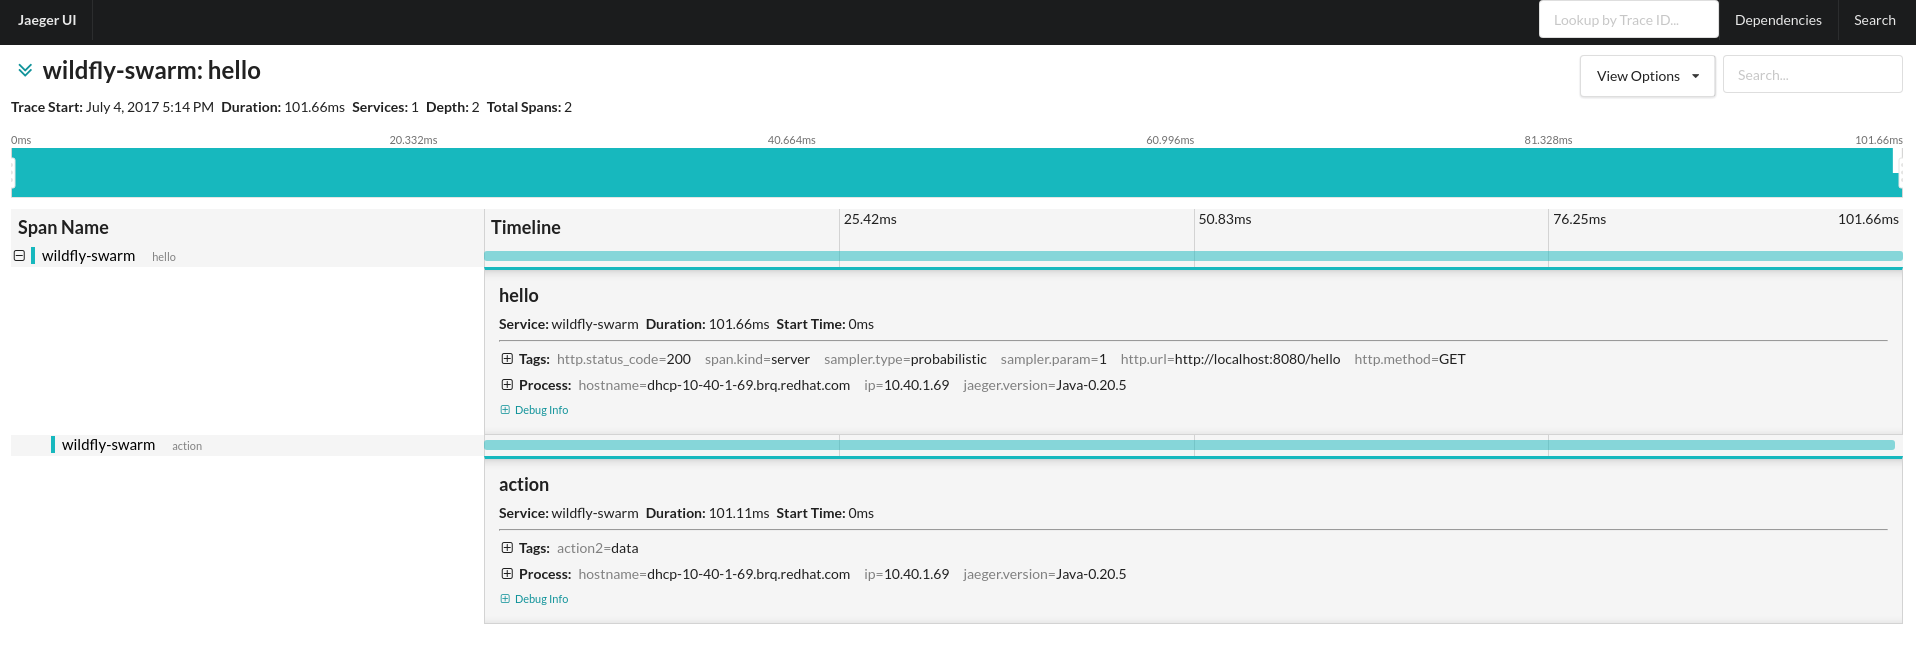 Jaeger UI Lookup by Trace ID... Dependencies Search
wildfly-swarm: hello View Options Search...
Trace Start: July 4, 2017 5:14 PM Duration: 101.66ms Services: 1 Depth: 2 Total Spans: 2
0ms 20.332ms 40.664ms 60.996ms 81.328ms 101.66ms
Span Name Timeline 25.42ms 50.83ms 76.25ms 101.66ms
wildfly-swarm hello
hello
Service: wildfly-swarm Duration: 101.66ms Start Time: 0ms
Tags: http.status_code=200 span.kind=server sampler.type=probabilistic sampler.param=1 http.url=http://localhost:8080/hello http.method=GET
Process: hostname=dhcp-10-40-1-69.brq.redhat.com ip=10.40.1.69 jaeger.version=Java-0.20.5
Debug Info
wildfly-swarm action
action
Service: wildfly-swarm Duration: 101.11ms Start Time: 0ms
Tags: action2=data
Process: hostname=dhcp-10-40-1-69.brq.redhat.com ip=10.40.1.69 jaeger.version=Java-0.20.5
Debug Info